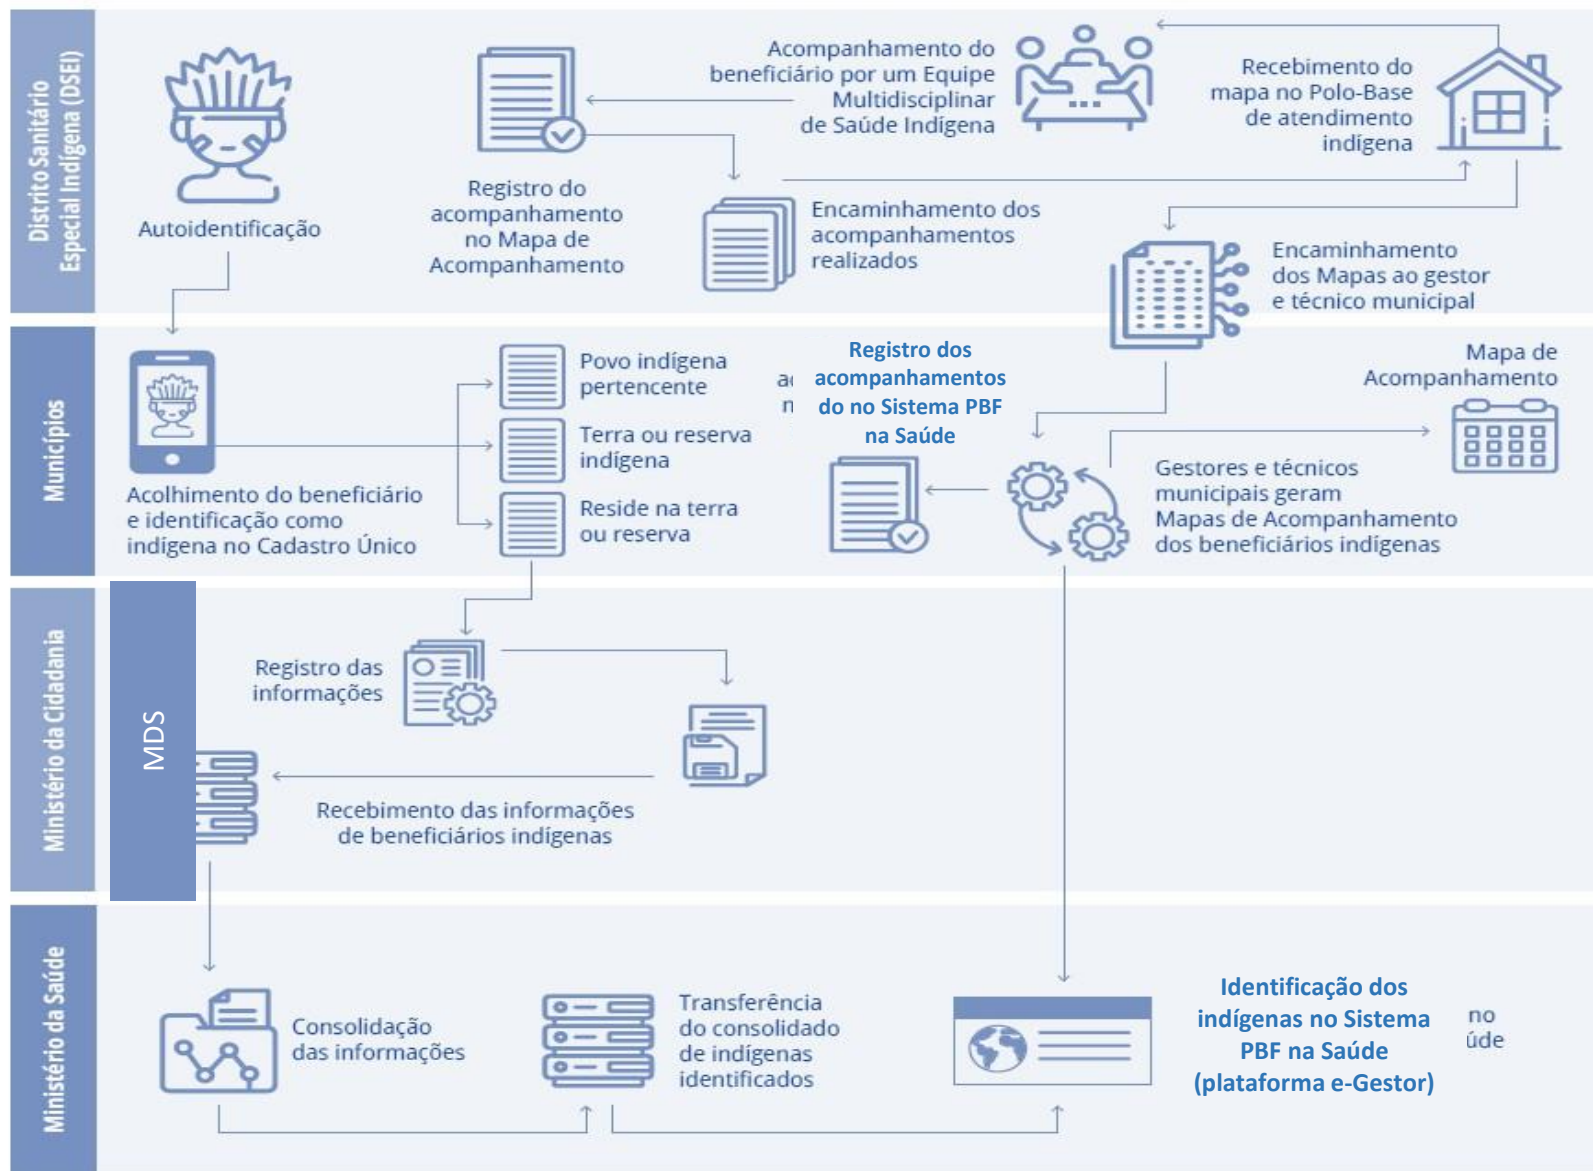 Distrito Sanitário
Especial Indígena (DSEI)
Autoidentificação
Registro do
acompanhamento
no Mapa de
Acompanhamento
Acompanhamento do
beneficiário por um Equipe
Multidisciplinar
de Saúde Indígena
Encaminhamento dos
acompanhamentos
realizados
Recebimento do
mapa no Polo-Base
de atendimento
indígena
Encaminhamento
dos Mapas ao gestor
e técnico municipal
Municípios
Acolhimento do beneficiário
e identificação como
indígena no Cadastro Único
Povo indígena
pertencente
Terra ou reserva
indígena
Reside na terra
ou reserva
Registro dos
acompanhamentos
do no Sistema PBF
na Saúde
Mapa de
Acompanhamento
Gestores e técnicos
municipais geram
Mapas de Acompanhamento
dos beneficiários indígenas
Ministério da Cidadania
MDS
Registro das
informações
Recebimento das informações
de beneficiários indígenas
Ministério da Saúde
Consolidação
das informações
Transferência
do consolidado
de indígenas
identificados
Identificação dos
indígenas no Sistema
PBF na Saúde
(plataforma e-Gestor)
no
úde